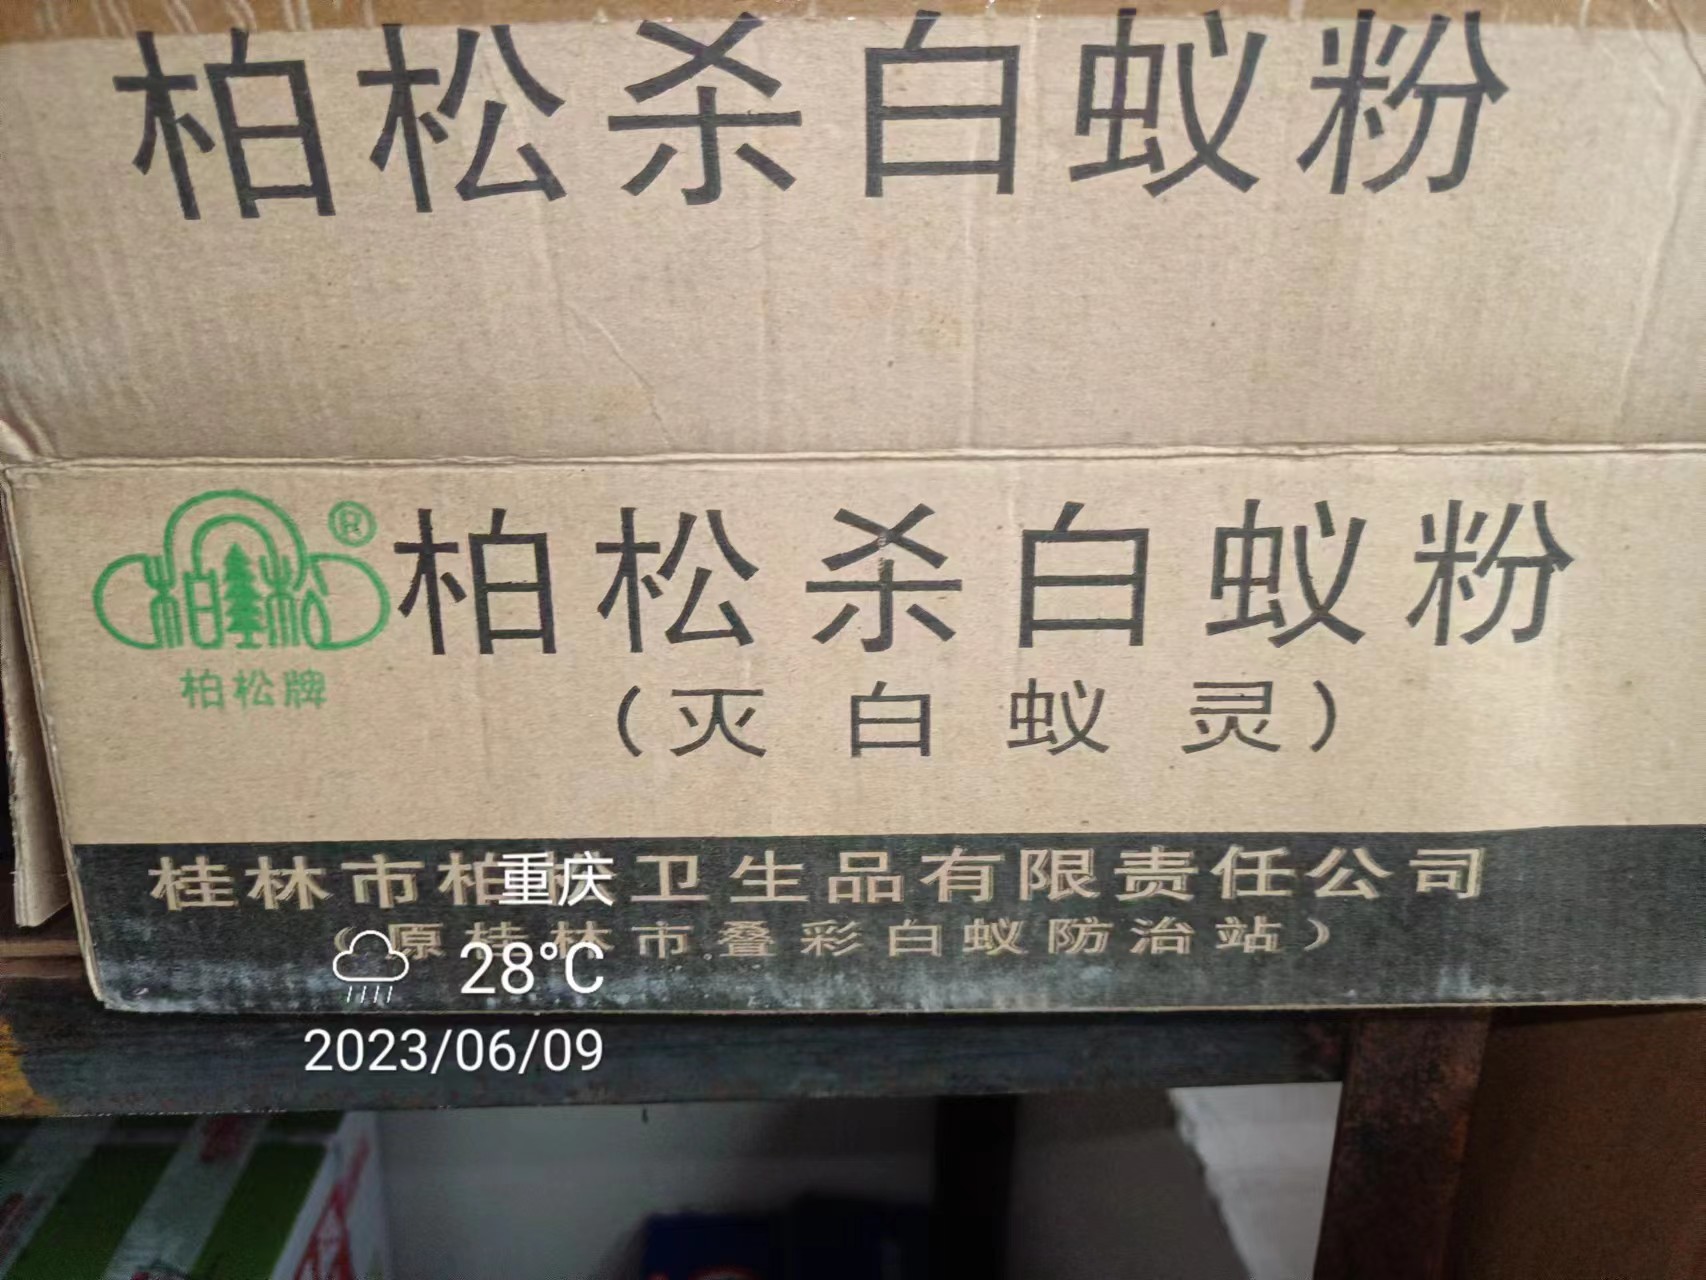 柏松杀白蚁粉
柏松
®
柏松杀白蚁粉
柏松牌
(灭白蚁灵)
桂林市柏
卫生品有限责任公司
重庆
(原桂林市叠彩白蚁防治站)
28°C
2023/06/09